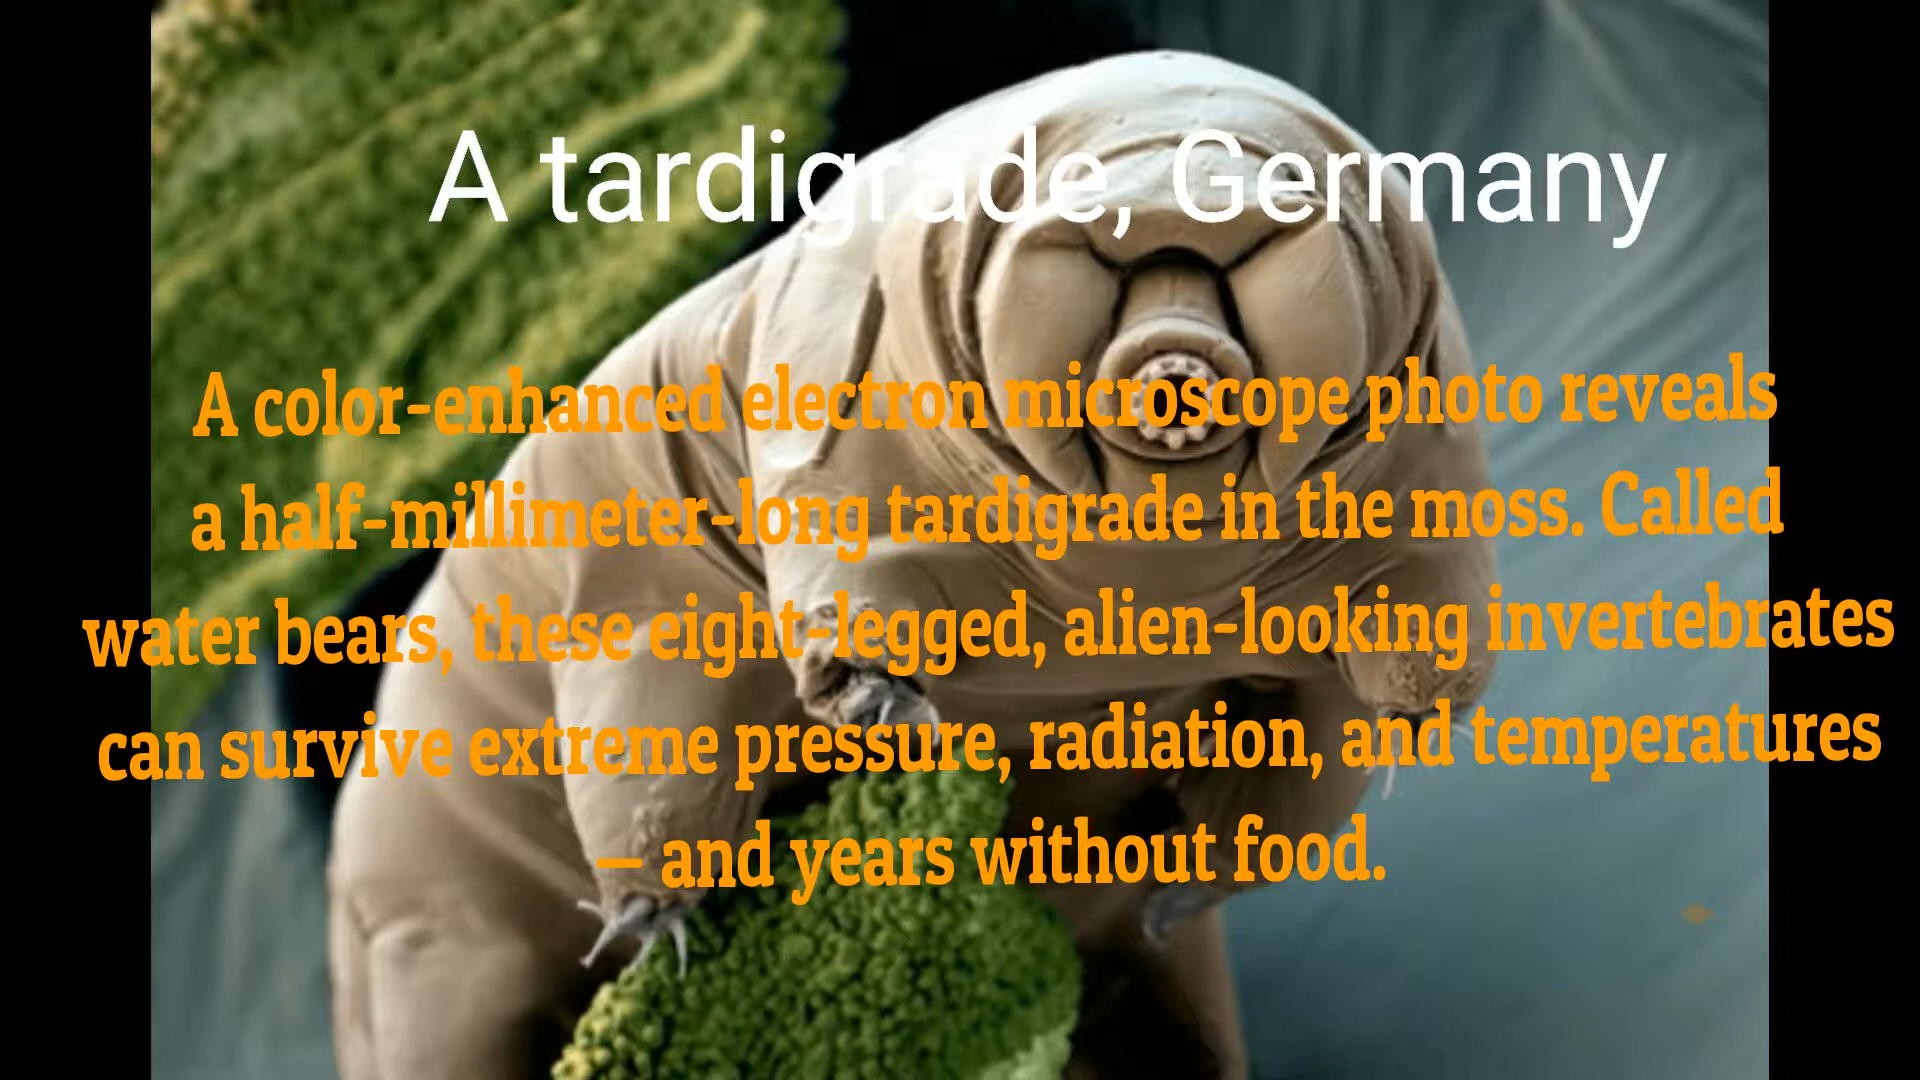 A tardigrade, Germany
A color-enhanced electron microscope photo reveals
a half-millimeter-long tardigrade in the moss. Called
water bears, these eight-legged, alien-looking invertebrates
can survive extreme pressure, radiation, and temperatures
— and years without food.